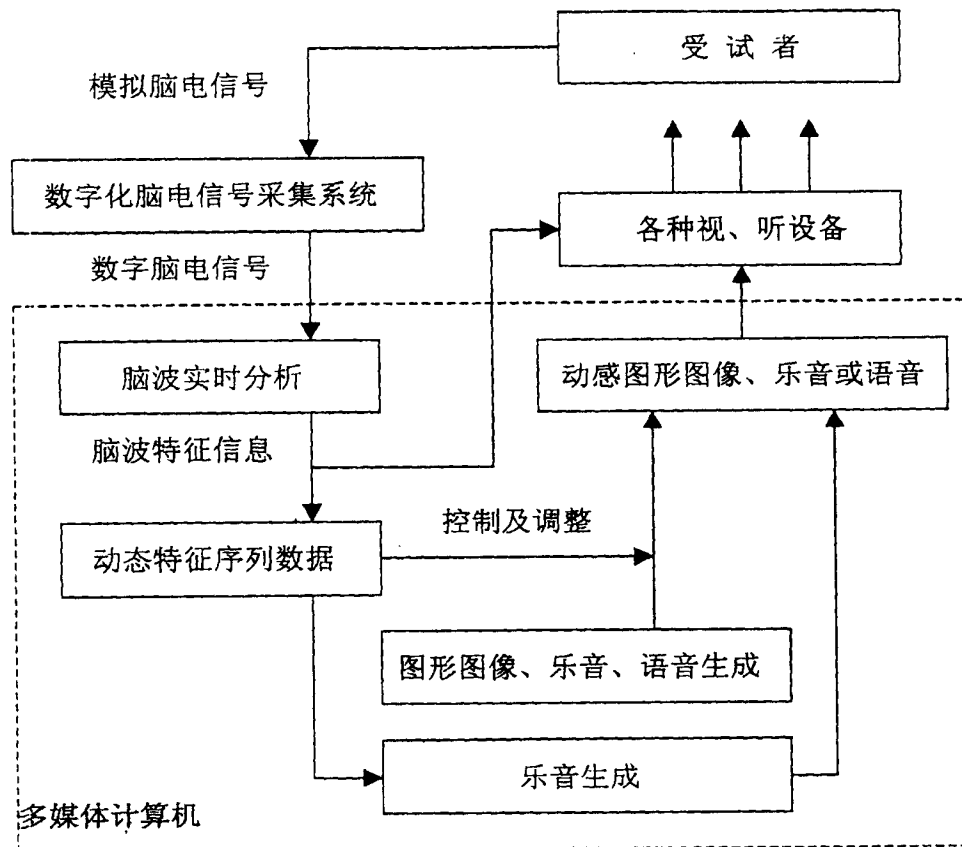 受试者
模拟脑电信号
数字化脑电信号采集系统
各种视、听设备
数字脑电信号
脑波实时分析
动感图形图像、乐音或语音
脑波特征信息
控制及调整
动态特征序列数据
图形图像、乐音、语音生成
乐音生成
多媒体计算机